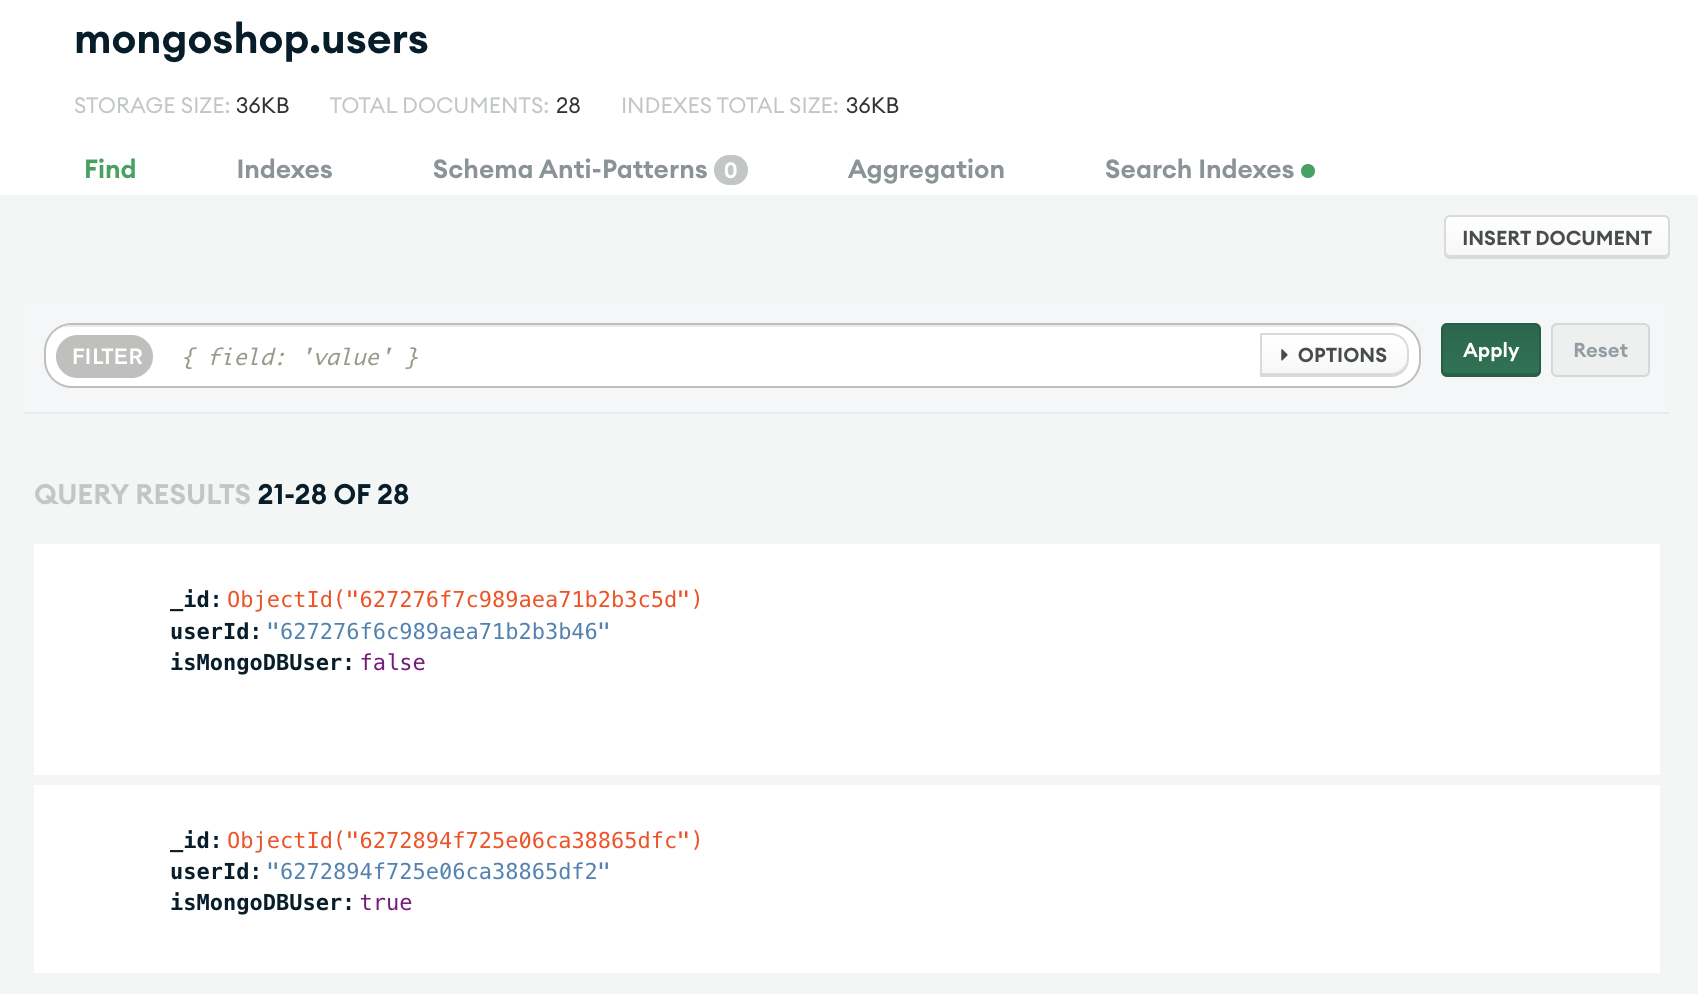 mongoshop.users
STORAGE SIZE: 36KB TOTAL DOCUMENTS: 28 INDEXES TOTAL SIZE: 36KB
Find Indexes Schema Anti-Patterns 0 Aggregation Search Indexes
INSERT DOCUMENT
FILTER { field: 'value' } OPTIONS Apply Reset
QUERY RESULTS 21-28 OF 28
_id: ObjectId("627276f7c989aea71b2b3c5d")
userId: "627276f6c989aea71b2b3b46"
isMongoDBUser: false
_id: ObjectId("6272894f725e06ca38865dfc")
userId: "6272894f725e06ca38865df2"
isMongoDBUser: true